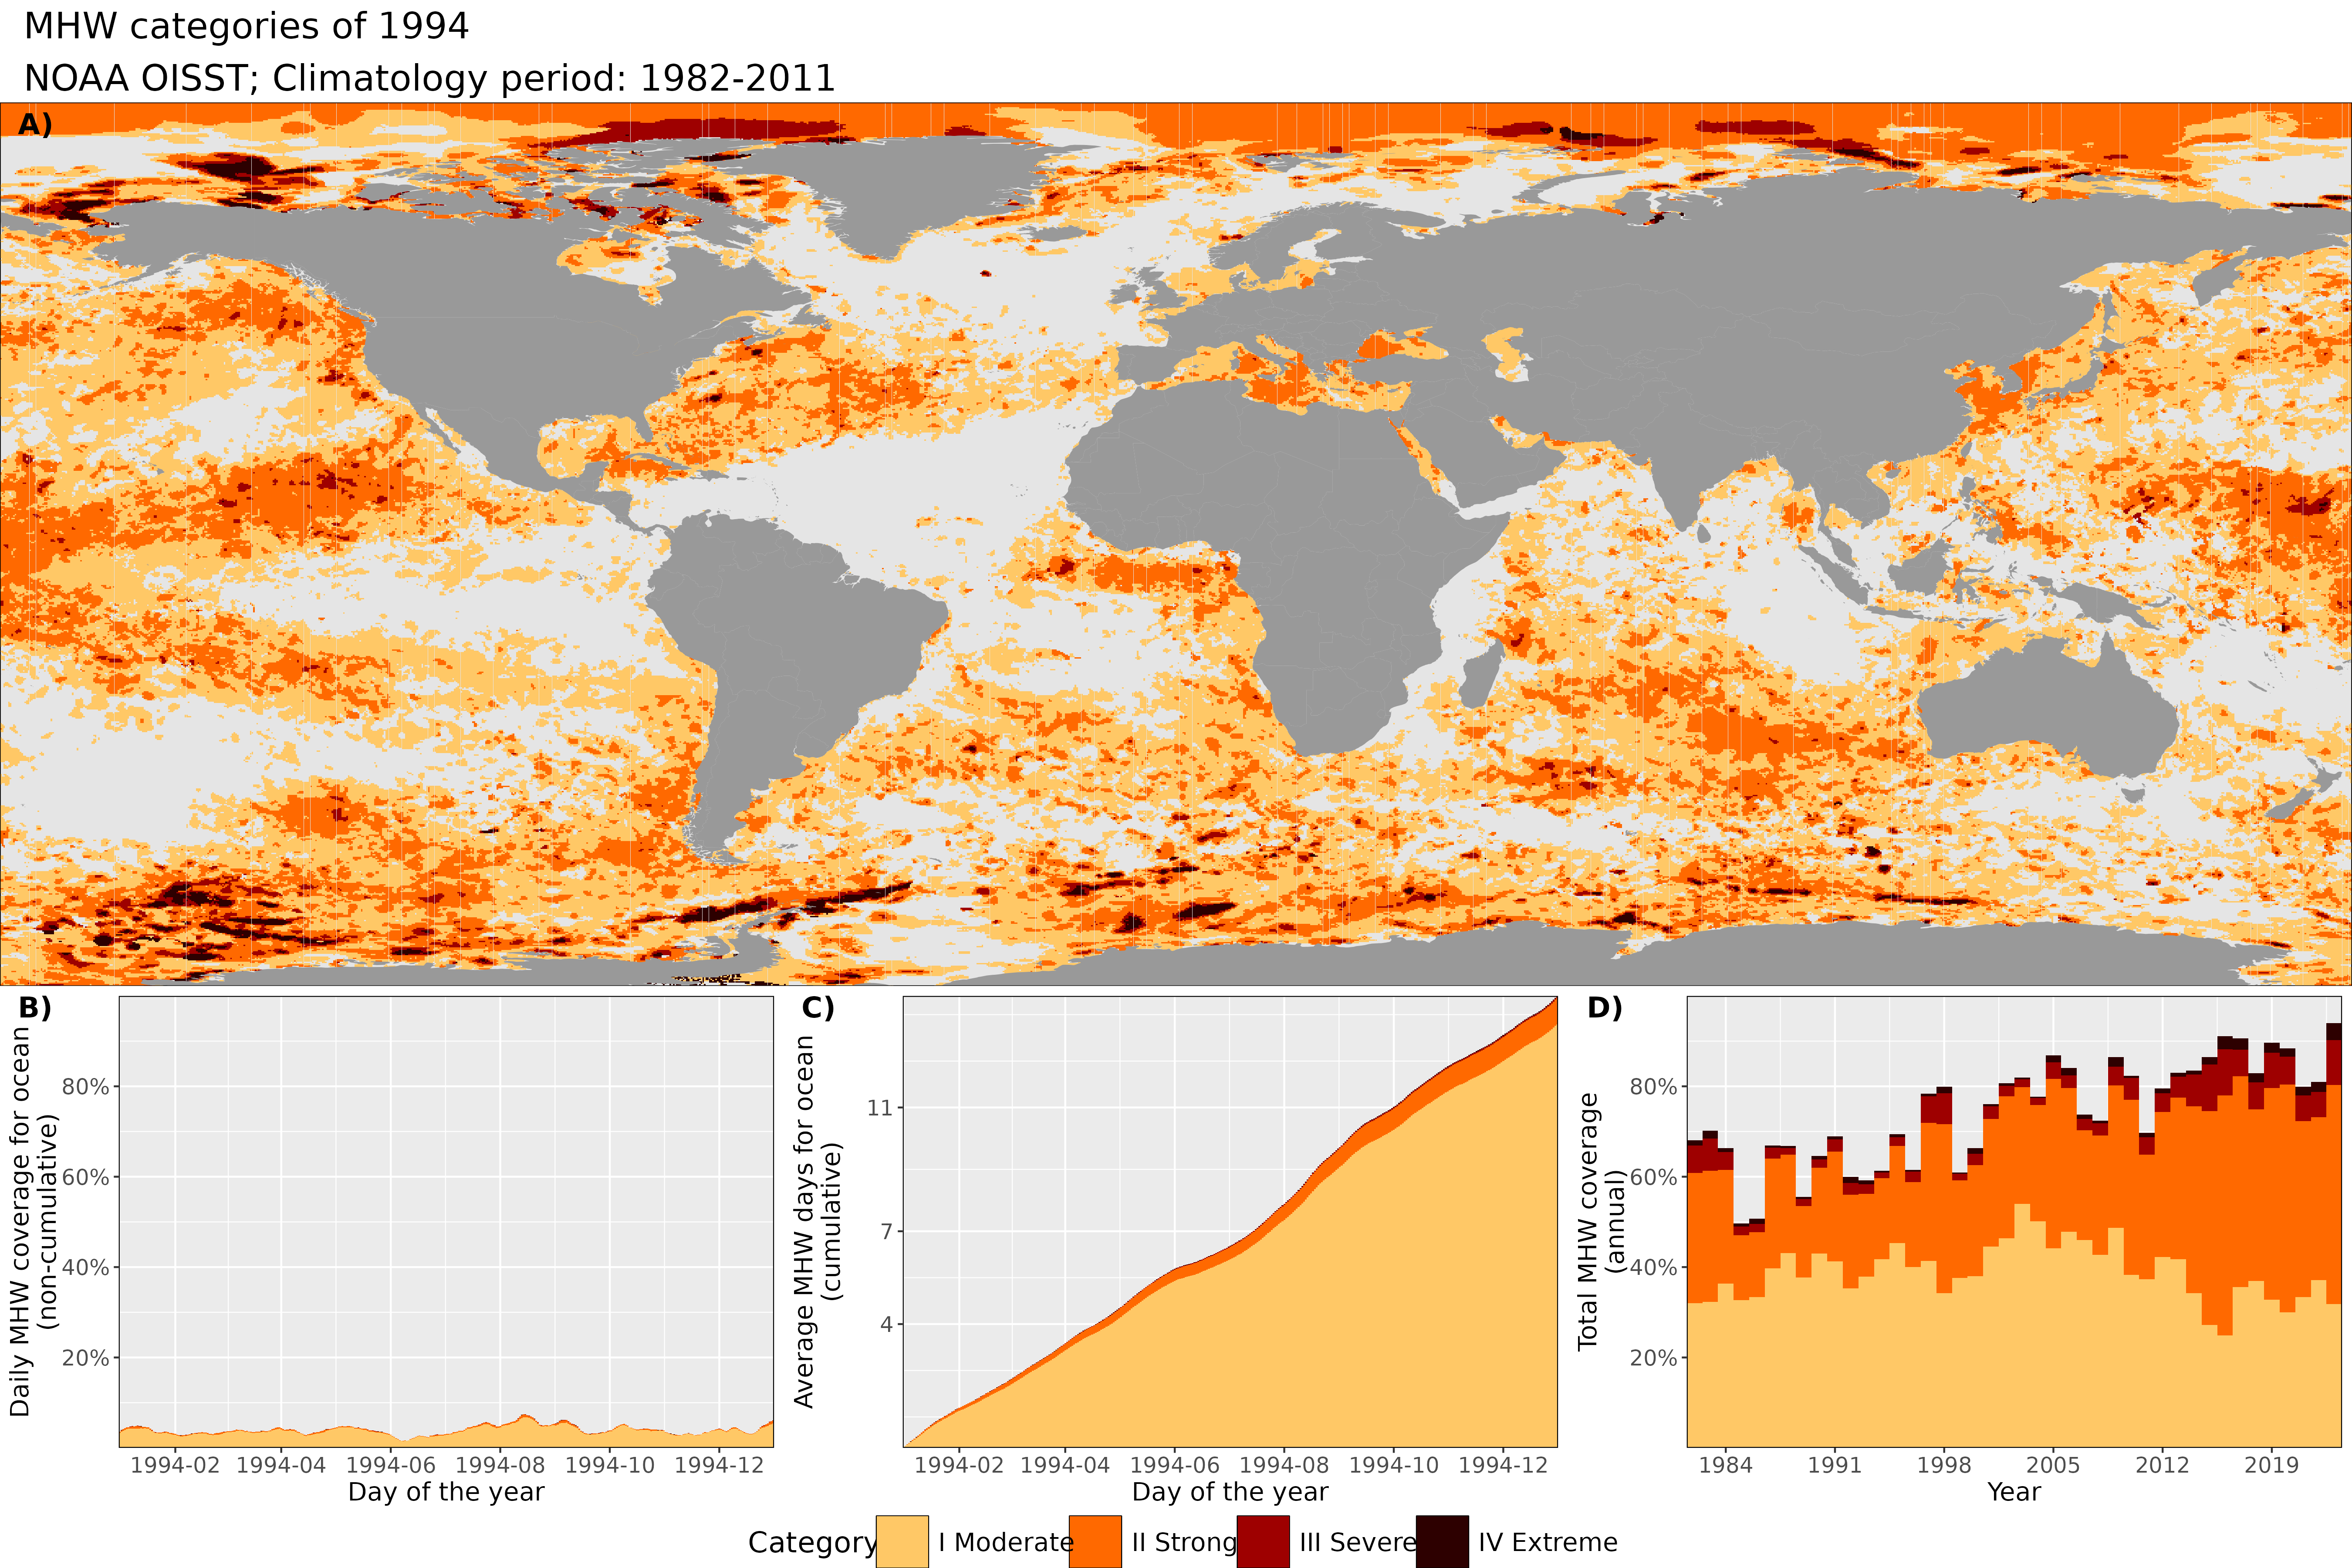 MHW categories of 1994
NOAA OISST; Climatology period: 1982-2011
A)
B)
Daily MHW coverage for ocean
(non-cumulative)
80%
60%
40%
20%
1994-02 1994-04 1994-06 1994-08 1994-10 1994-12
Day of the year
C)
Average MHW days for ocean
(cumulative)
11
7
4
1994-02 1994-04 1994-06 1994-08 1994-10 1994-12
Day of the year
D)
Total MHW coverage
(annual)
80%
60%
40%
20%
1984 1991 1998 2005 2012 2019
Year
Category I Moderate II Strong III Severe IV Extreme